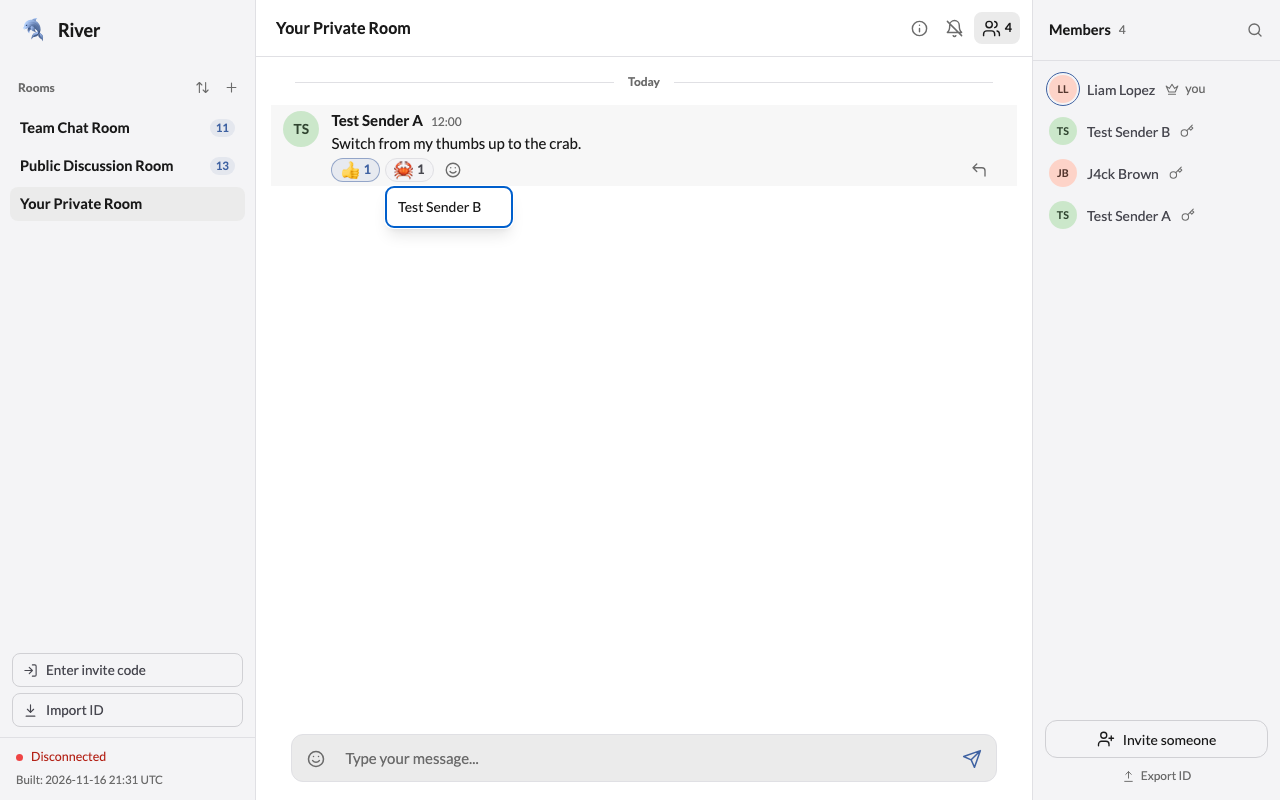 River
Rooms
Team Chat Room 11
Public Discussion Room 13
Your Private Room
Enter invite code
Import ID
Disconnected
Built: 2026-11-16 21:31 UTC
Your Private Room
4
Today
TS
Test Sender A 12:00
Switch from my thumbs up to the crab.
👍 1 🦀 1
Test Sender B
Type your message...
Members 4
LL Liam Lopez you
TS Test Sender B
JB J4ck Brown
TS Test Sender A
Invite someone
Export ID